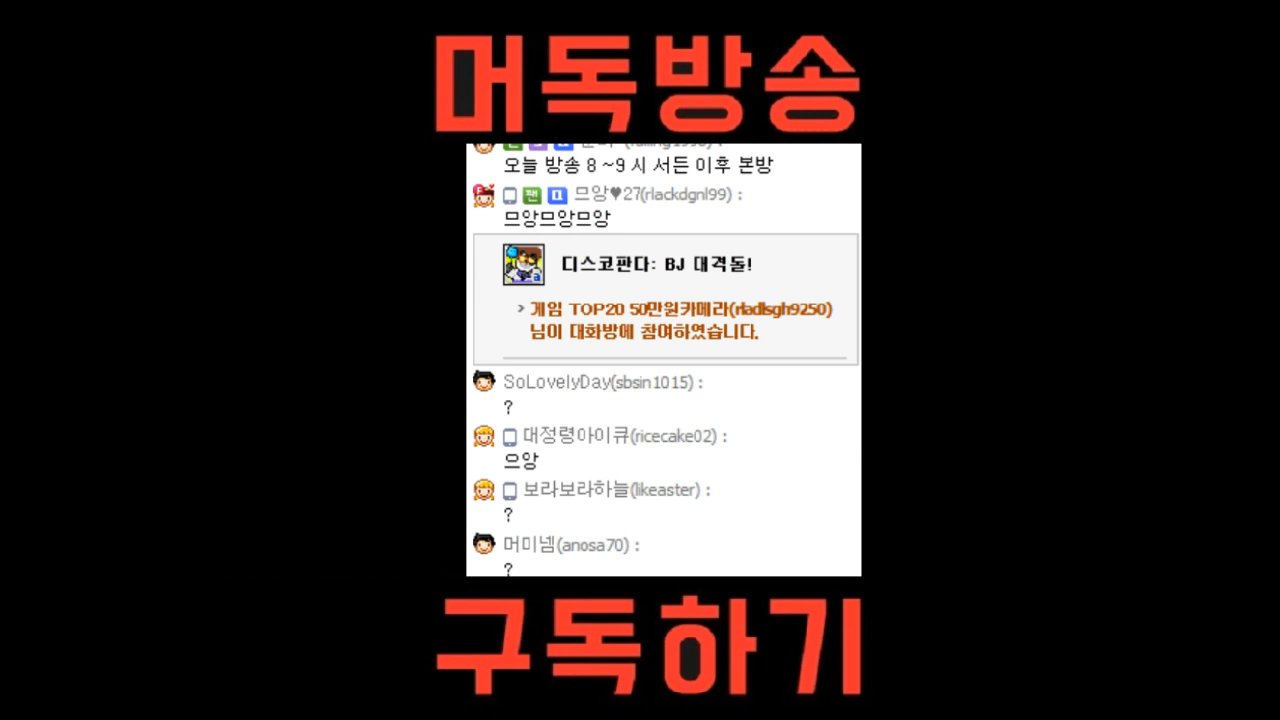 머독방송
오늘 방송 8 ~9 시 서든 이후 본방
팬 므앙♥27(rlackdgnl99) :
므앙므앙므앙
디스코판다: BJ 대격돌!
> 게임 TOP20 50만원카메라(rladlsgh9250)
님이 대화방에 참여하였습니다.
SoLovelyDay(sbsin1015) :
?
대정령아이큐(ricecake02) :
으앙
보라보라하늘(likeaster) :
?
머미넴(anosa70) :
?
구독하기